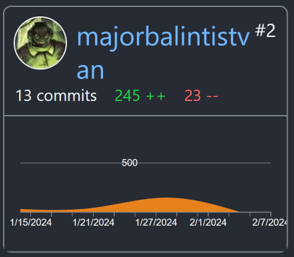 majorbalintistv #2
an
13 commits 245 ++ 23 --
500
1/15/2024 1/21/2024 1/27/2024 2/1/2024 2/7/2024